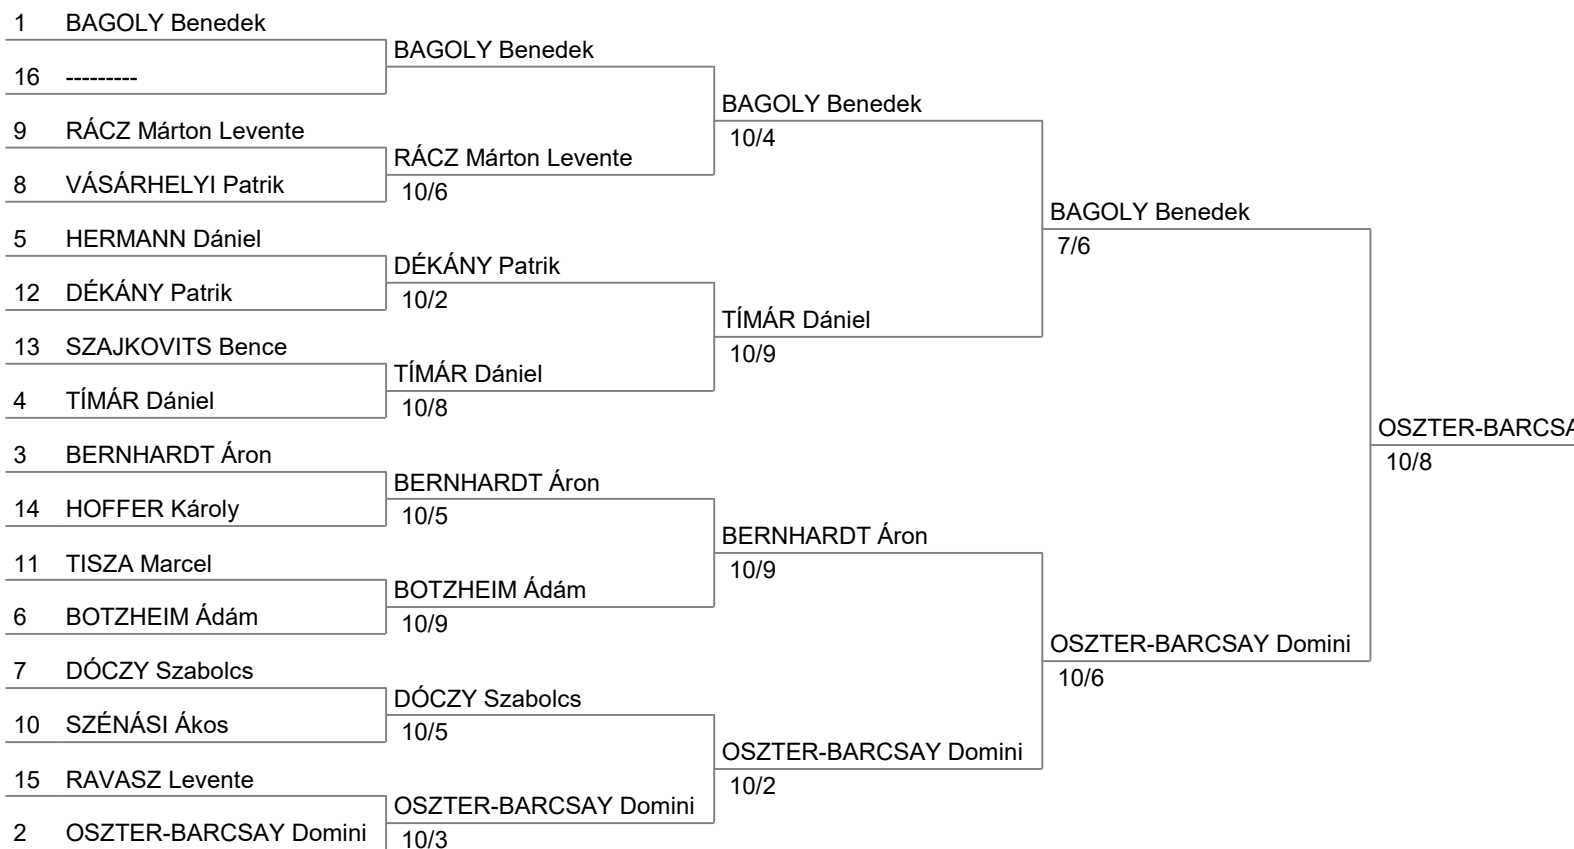 1 BAGOLY Benedek
16 ---------
9 RÁCZ Márton Levente
8 VÁSÁRHELYI Patrik
5 HERMANN Dániel
12 DÉKÁNY Patrik
13 SZAJKOVITS Bence
4 TÍMÁR Dániel
3 BERNHARDT Áron
14 HOFFER Károly
11 TISZA Marcel
6 BOTZHEIM Ádám
7 DÓCZY Szabolcs
10 SZÉNÁSI Ákos
15 RAVASZ Levente
2 OSZTER-BARCSAY Domini
BAGOLY Benedek
RÁCZ Márton Levente
10/6
DÉKÁNY Patrik
10/2
TÍMÁR Dániel
10/8
BERNHARDT Áron
10/5
BOTZHEIM Ádám
10/9
DÓCZY Szabolcs
10/5
OSZTER-BARCSAY Domini
10/3
BAGOLY Benedek
10/4
TÍMÁR Dániel
10/9
BERNHARDT Áron
10/9
OSZTER-BARCSAY Domini
10/2
BAGOLY Benedek
7/6
OSZTER-BARCSAY Domini
10/6
OSZTER-BARCSA
10/8